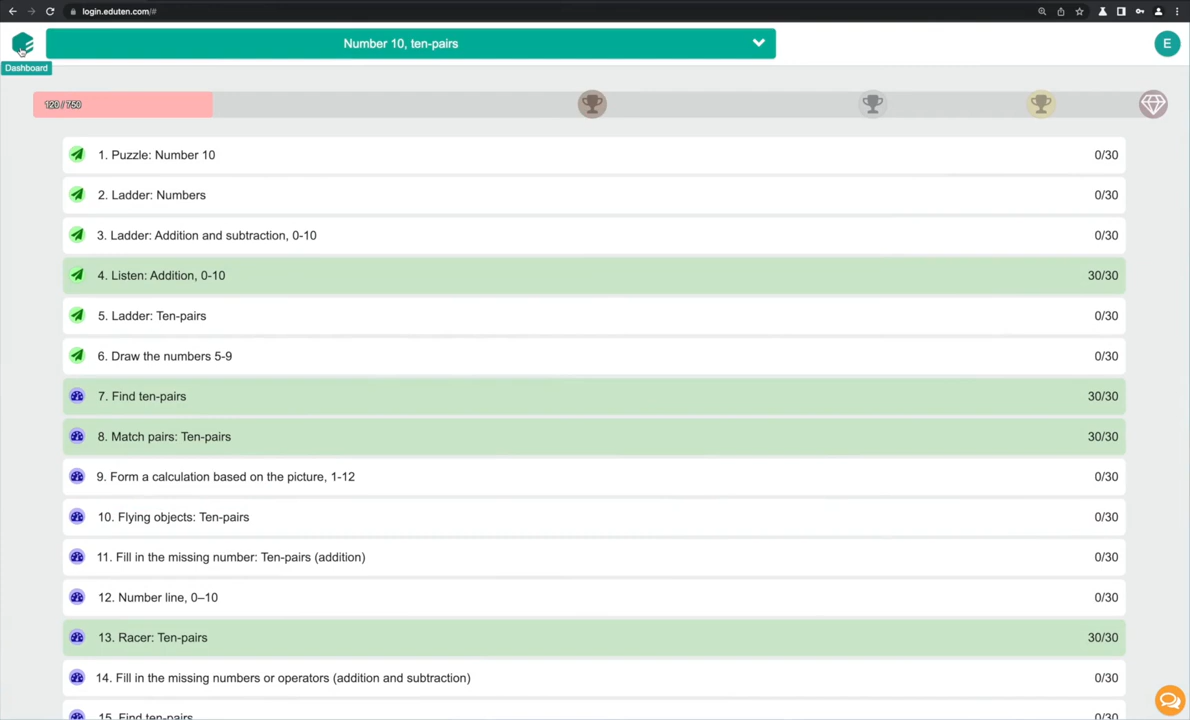 login.eduten.com/#
Number 10, ten-pairs
E
Dashboard
120 / 750
1. Puzzle: Number 10 0/30
2. Ladder: Numbers 0/30
3. Ladder: Addition and subtraction, 0-10 0/30
4. Listen: Addition, 0-10 30/30
5. Ladder: Ten-pairs 0/30
6. Draw the numbers 5-9 0/30
7. Find ten-pairs 30/30
8. Match pairs: Ten-pairs 30/30
9. Form a calculation based on the picture, 1-12 0/30
10. Flying objects: Ten-pairs 0/30
11. Fill in the missing number: Ten-pairs (addition) 0/30
12. Number line, 0–10 0/30
13. Racer: Ten-pairs 30/30
14. Fill in the missing numbers or operators (addition and subtraction) 0/30
15. Find ten-pairs 0/30